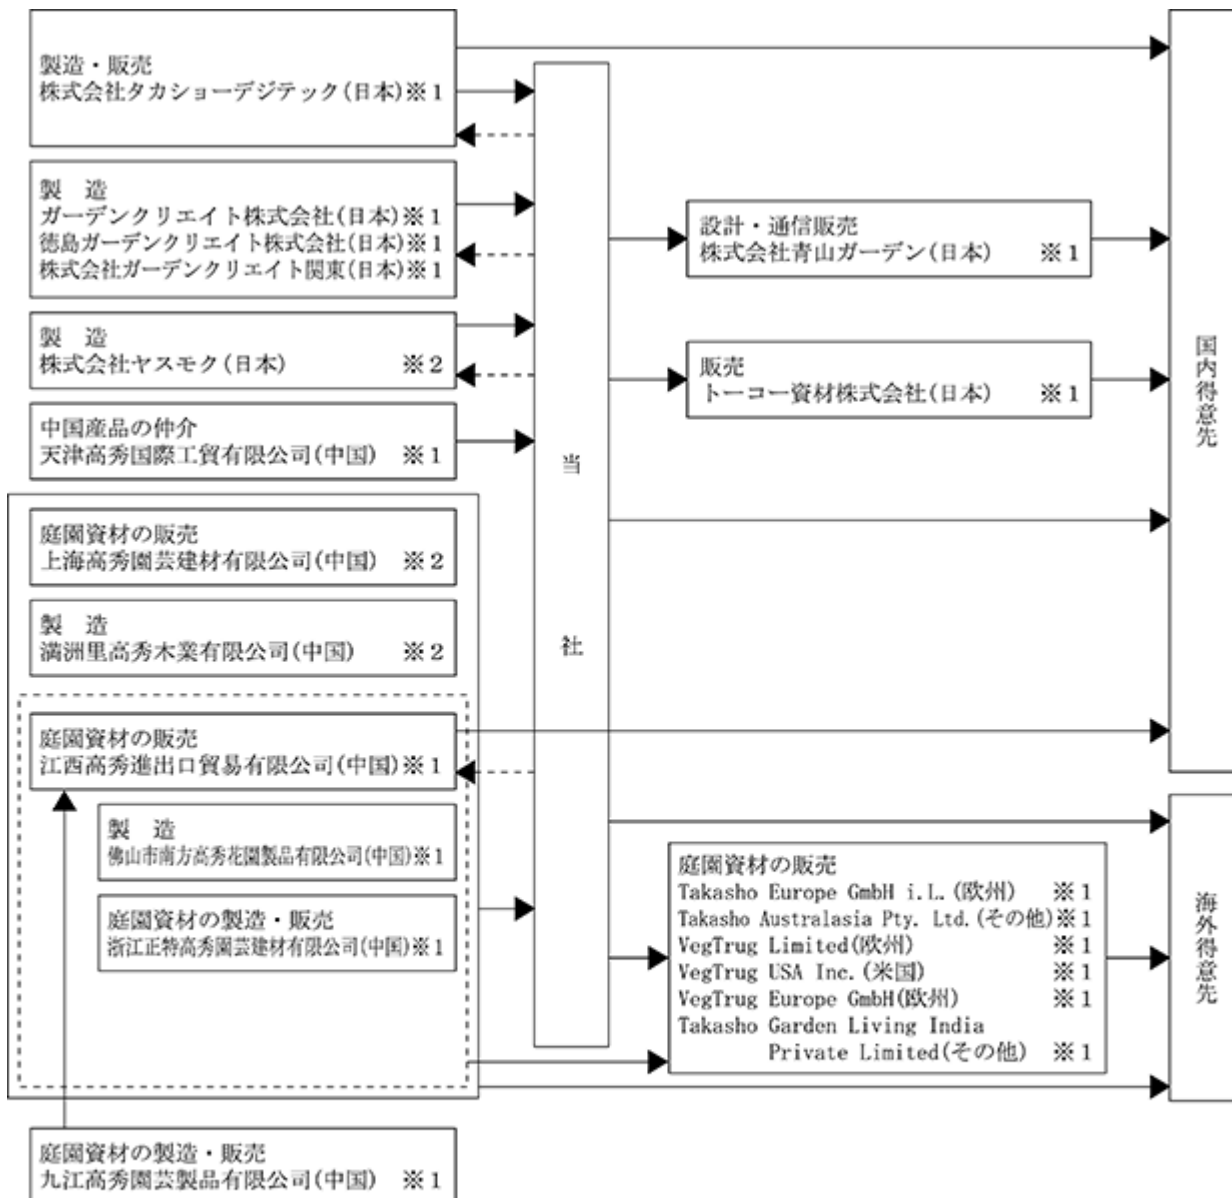 製造・販売
株式会社タカショーデジテック(日本)※1
製　造
ガーデンクリエイト株式会社(日本)※1
徳島ガーデンクリエイト株式会社(日本)※1
株式会社ガーデンクリエイト関東(日本)※1
製　造
株式会社ヤスモク(日本)　※2
中国産品の仲介
天津高秀国際工貿有限公司(中国)　※1
庭園資材の販売
上海高秀園芸建材有限公司(中国)　※2
製　造
満洲里高秀木業有限公司(中国)　※2
庭園資材の販売
江西高秀進出口貿易有限公司(中国)※1
製　造
佛山市南方高秀花園製品有限公司(中国)※1
庭園資材の製造・販売
浙江正特高秀園芸建材有限公司(中国)※1
庭園資材の製造・販売
九江高秀園芸製品有限公司(中国)　※1
当社
設計・通信販売
株式会社青山ガーデン(日本)　※1
販売
トーコー資材株式会社(日本)　※1
庭園資材の販売
Takasho Europe GmbH i.L.(欧州)　※1
Takasho Australasia Pty. Ltd.(その他)※1
VegTrug Limited(欧州)　※1
VegTrug USA Inc.(米国)　※1
VegTrug Europe GmbH(欧州)　※1
Takasho Garden Living India
Private Limited(その他)　※1
国内得意先
海外得意先